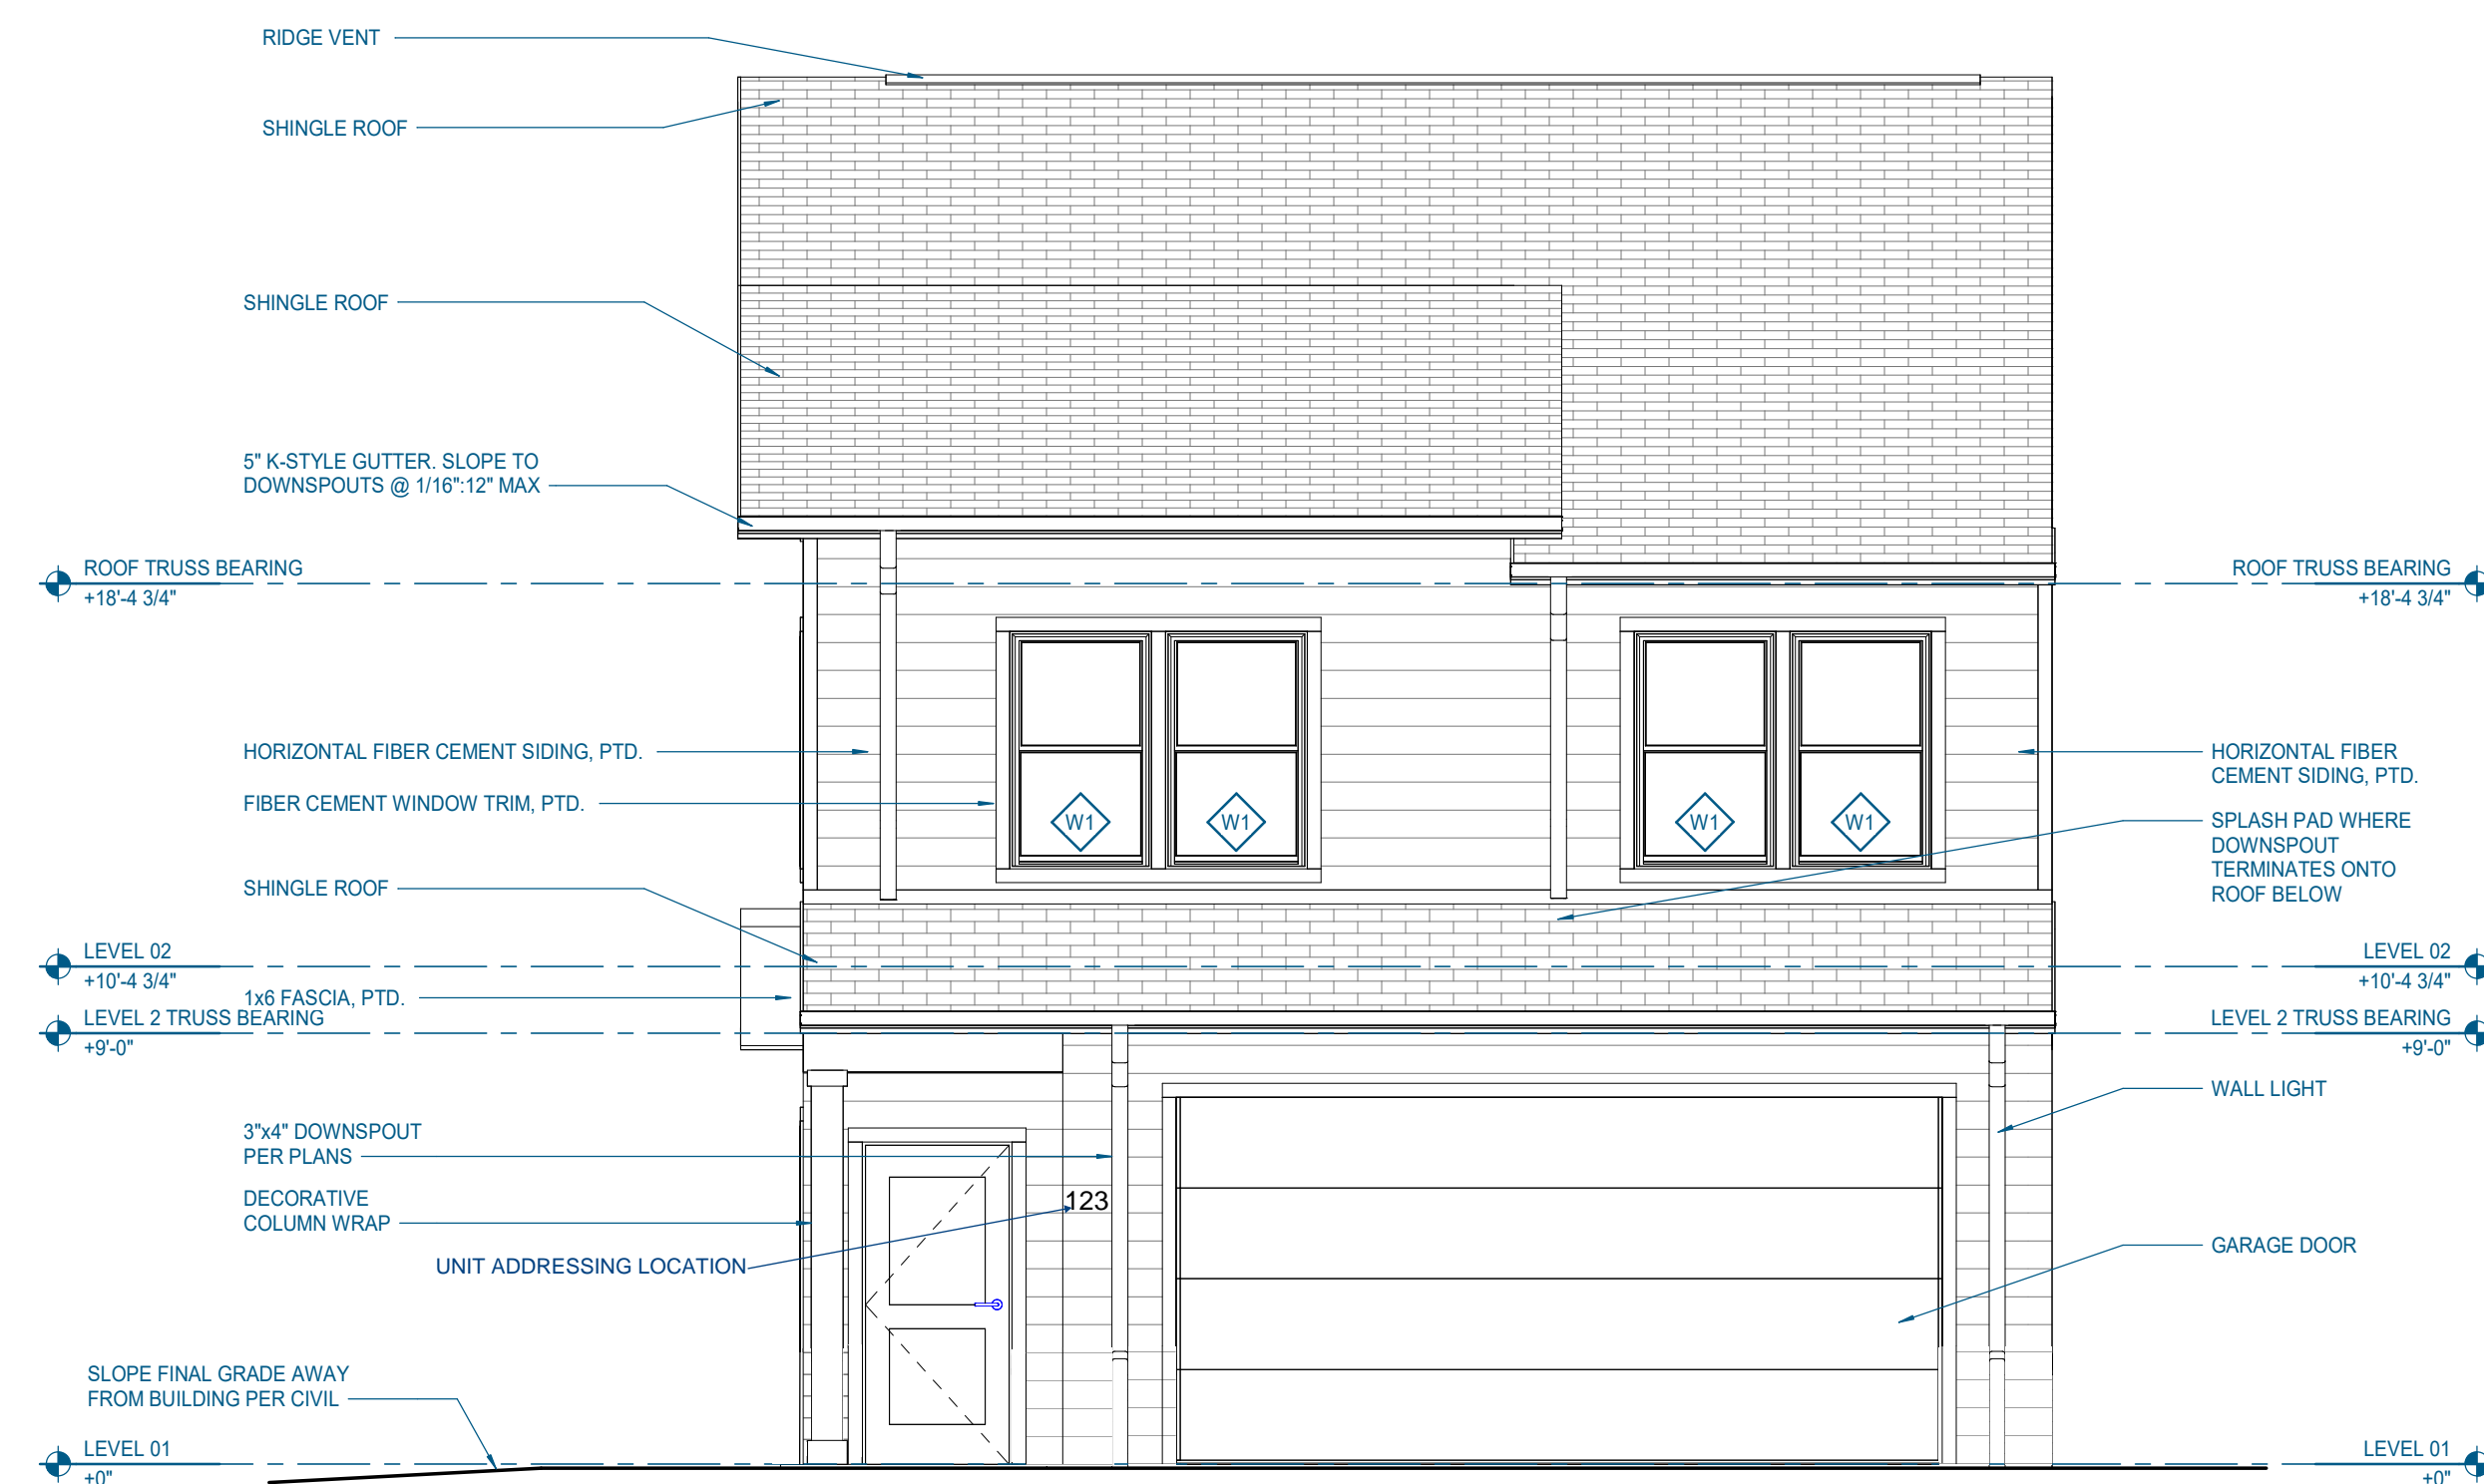 RIDGE VENT
SHINGLE ROOF
SHINGLE ROOF
5" K-STYLE GUTTER. SLOPE TO
DOWNSPOUTS @ 1/16":12" MAX
ROOF TRUSS BEARING
+18'-4 3/4"
ROOF TRUSS BEARING
+18'-4 3/4"
HORIZONTAL FIBER CEMENT SIDING, PTD.
FIBER CEMENT WINDOW TRIM, PTD.
W1
W1
W1
W1
HORIZONTAL FIBER
CEMENT SIDING, PTD.
SPLASH PAD WHERE
DOWNSPOUT
TERMINATES ONTO
ROOF BELOW
SHINGLE ROOF
LEVEL 02
+10'-4 3/4"
LEVEL 02
+10'-4 3/4"
1x6 FASCIA, PTD.
LEVEL 2 TRUSS BEARING
+9'-0"
LEVEL 2 TRUSS BEARING
+9'-0"
WALL LIGHT
3"x4" DOWNSPOUT
PER PLANS
DECORATIVE
COLUMN WRAP
123
UNIT ADDRESSING LOCATION
GARAGE DOOR
SLOPE FINAL GRADE AWAY
FROM BUILDING PER CIVIL
LEVEL 01
+0"
LEVEL 01
+0"